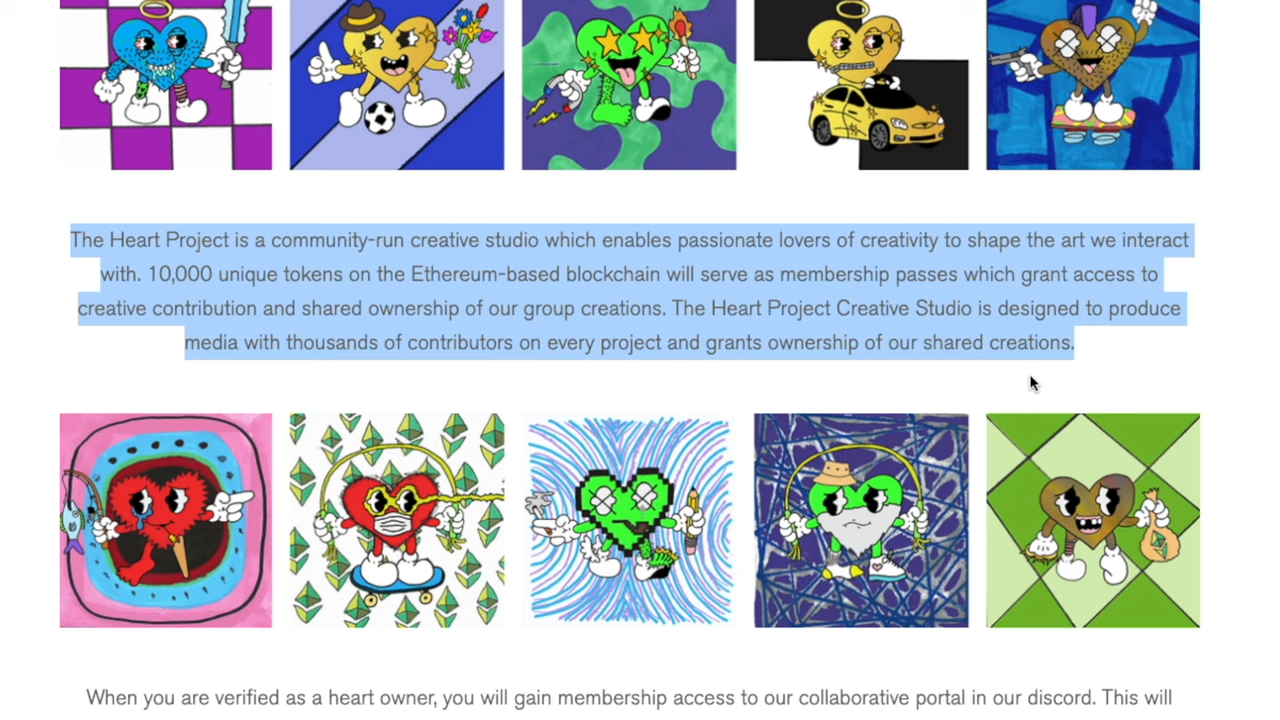 The Heart Project is a community-run creative studio which enables passionate lovers of creativity to shape the art we interact
with. 10,000 unique tokens on the Ethereum-based blockchain will serve as membership passes which grant access to
creative contribution and shared ownership of our group creations. The Heart Project Creative Studio is designed to produce
media with thousands of contributors on every project and grants ownership of our shared creations.
When you are verified as a heart owner, you will gain membership access to our collaborative portal in our discord. This will